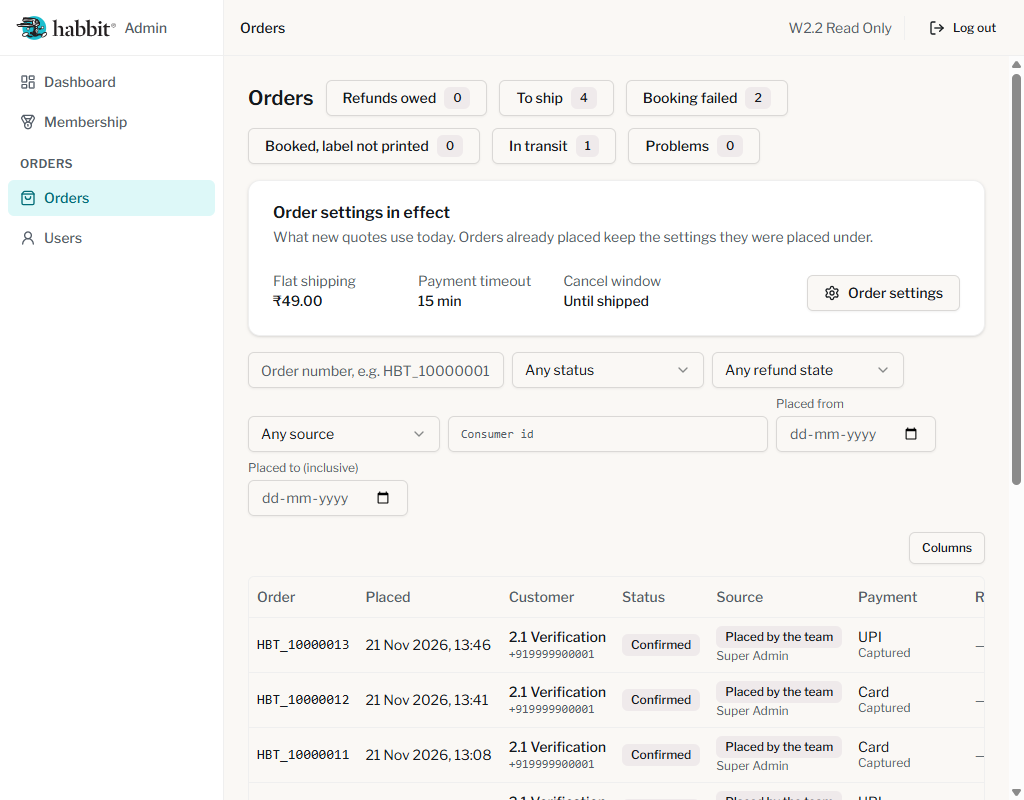 habbit® Admin
Orders
W2.2 Read Only
Log out
Dashboard
Membership
ORDERS
Orders
Users
Orders
Refunds owed 0
To ship 4
Booking failed 2
Booked, label not printed 0
In transit 1
Problems 0
Order settings in effect
What new quotes use today. Orders already placed keep the settings they were placed under.
Flat shipping Payment timeout Cancel window
₹49.00 15 min Until shipped
Order settings
Order number, e.g. HBT_10000001 Any status Any refund state
Placed from
Any source Consumer id dd-mm-yyyy
Placed to (inclusive)
dd-mm-yyyy
Columns
Order Placed Customer Status Source Payment R
HBT_10000013 21 Nov 2026, 13:46 2.1 Verification Confirmed Placed by the team UPI –
+919999900001 Super Admin Captured
HBT_10000012 21 Nov 2026, 13:41 2.1 Verification Confirmed Placed by the team Card –
+919999900001 Super Admin Captured
HBT_10000011 21 Nov 2026, 13:08 2.1 Verification Confirmed Placed by the team Card –
+919999900001 Super Admin Captured
2.1 Verification Placed by the team UPI